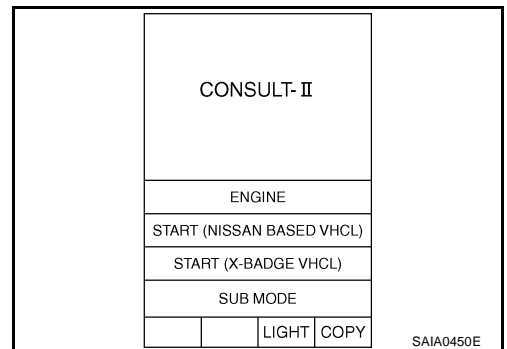 CONSULT-Ⅱ
ENGINE
START (NISSAN BASED VHCL)
START (X-BADGE VHCL)
SUB MODE
LIGHT COPY
SAIA0450E